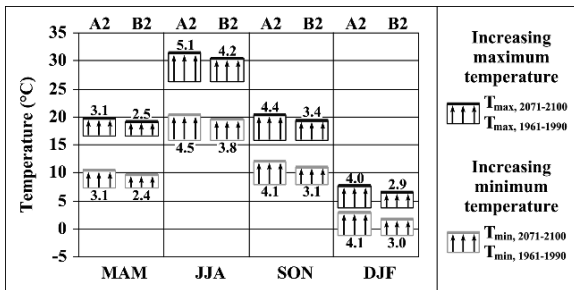 A2 B2 A2 B2 A2 B2 A2 B2
Temperature (°C)
35
30
25
20
15
10
5
0
-5
3.1 2.5
3.1 2.4
5.1 4.2
4.5 3.8
4.4 3.4
4.1 3.1
4.0 2.9
4.1 3.0
MAM JJA SON DJF
Increasing
maximum
temperature
Tmax, 2071-2100
Tmax, 1961-1990
Increasing
minimum
temperature
Tmin, 2071-2100
Tmin, 1961-1990